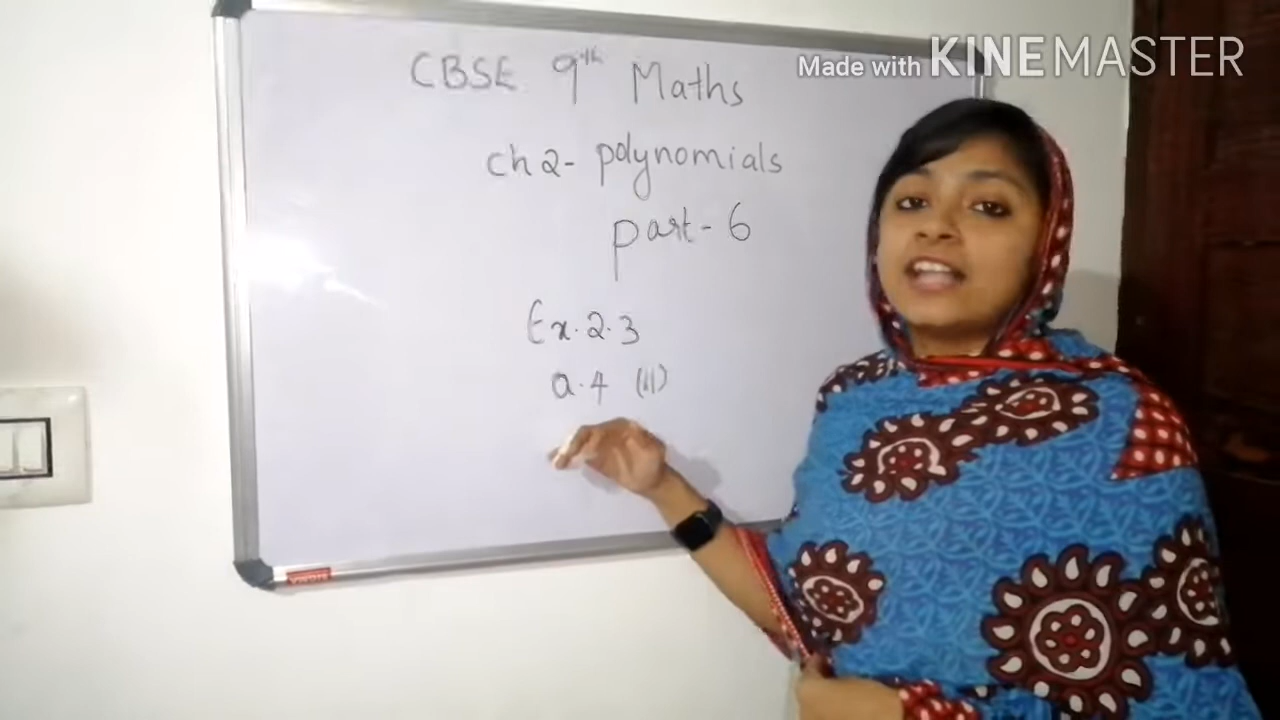 Made with KINEMASTER
CBSE 9th Maths
ch 2- polynomials
part- 6
Ex. 2.3
Q.4 (ii)